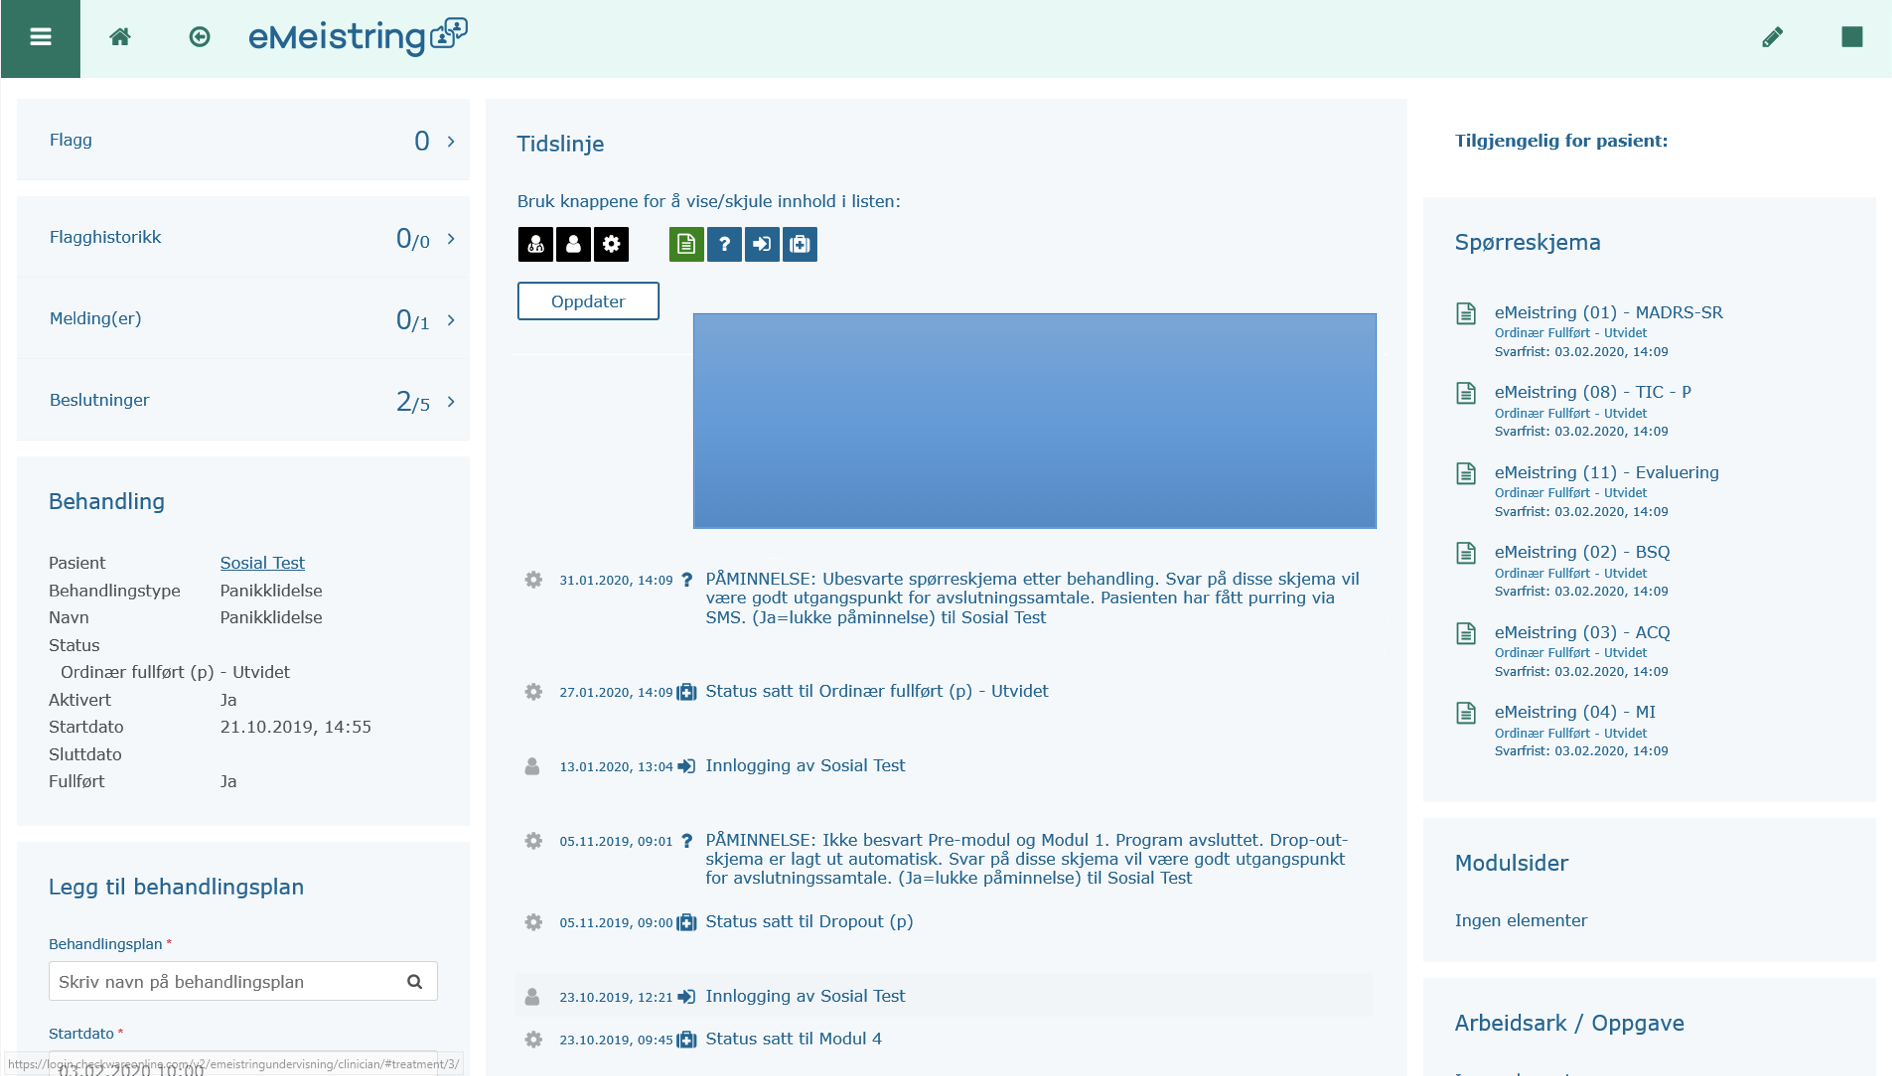 eMeistring
Flagg 0
Flagghistorikk 0/0
Melding(er) 0/1
Beslutninger 2/5
Behandling
Pasient Sosial Test
Behandlingstype Panikklidelse
Navn Panikklidelse
Status
Ordinær fullført (p) - Utvidet
Aktivert Ja
Startdato 21.10.2019, 14:55
Sluttdato
Fullført Ja
Legg til behandlingsplan
Behandlingsplan *
Skriv navn på behandlingsplan
Startdato *
03.02.2020 10:00
https://login.checkwareonline.com/v2/emeistringundervisning/clinician/#treatment/3/
Tidslinje
Bruk knappene for å vise/skjule innhold i listen:
Oppdater
31.01.2020, 14:09 ? PÅMINNELSE: Ubesvarte spørreskjema etter behandling. Svar på disse skjema vil
være godt utgangspunkt for avslutningssamtale. Pasienten har fått purring via
SMS. (Ja=lukke påminnelse) til Sosial Test
27.01.2020, 14:09 Status satt til Ordinær fullført (p) - Utvidet
13.01.2020, 13:04 Innlogging av Sosial Test
05.11.2019, 09:01 ? PÅMINNELSE: Ikke besvart Pre-modul og Modul 1. Program avsluttet. Drop-out-
skjema er lagt ut automatisk. Svar på disse skjema vil være godt utgangspunkt
for avslutningssamtale. (Ja=lukke påminnelse) til Sosial Test
05.11.2019, 09:00 Status satt til Dropout (p)
23.10.2019, 12:21 Innlogging av Sosial Test
23.10.2019, 09:45 Status satt til Modul 4
Tilgjengelig for pasient:
Spørreskjema
eMeistring (01) - MADRS-SR
Ordinær Fullført - Utvidet
Svarfrist: 03.02.2020, 14:09
eMeistring (08) - TIC - P
Ordinær Fullført - Utvidet
Svarfrist: 03.02.2020, 14:09
eMeistring (11) - Evaluering
Ordinær Fullført - Utvidet
Svarfrist: 03.02.2020, 14:09
eMeistring (02) - BSQ
Ordinær Fullført - Utvidet
Svarfrist: 03.02.2020, 14:09
eMeistring (03) - ACQ
Ordinær Fullført - Utvidet
Svarfrist: 03.02.2020, 14:09
eMeistring (04) - MI
Ordinær Fullført - Utvidet
Svarfrist: 03.02.2020, 14:09
Modulsider
Ingen elementer
Arbeidsark / Oppgave